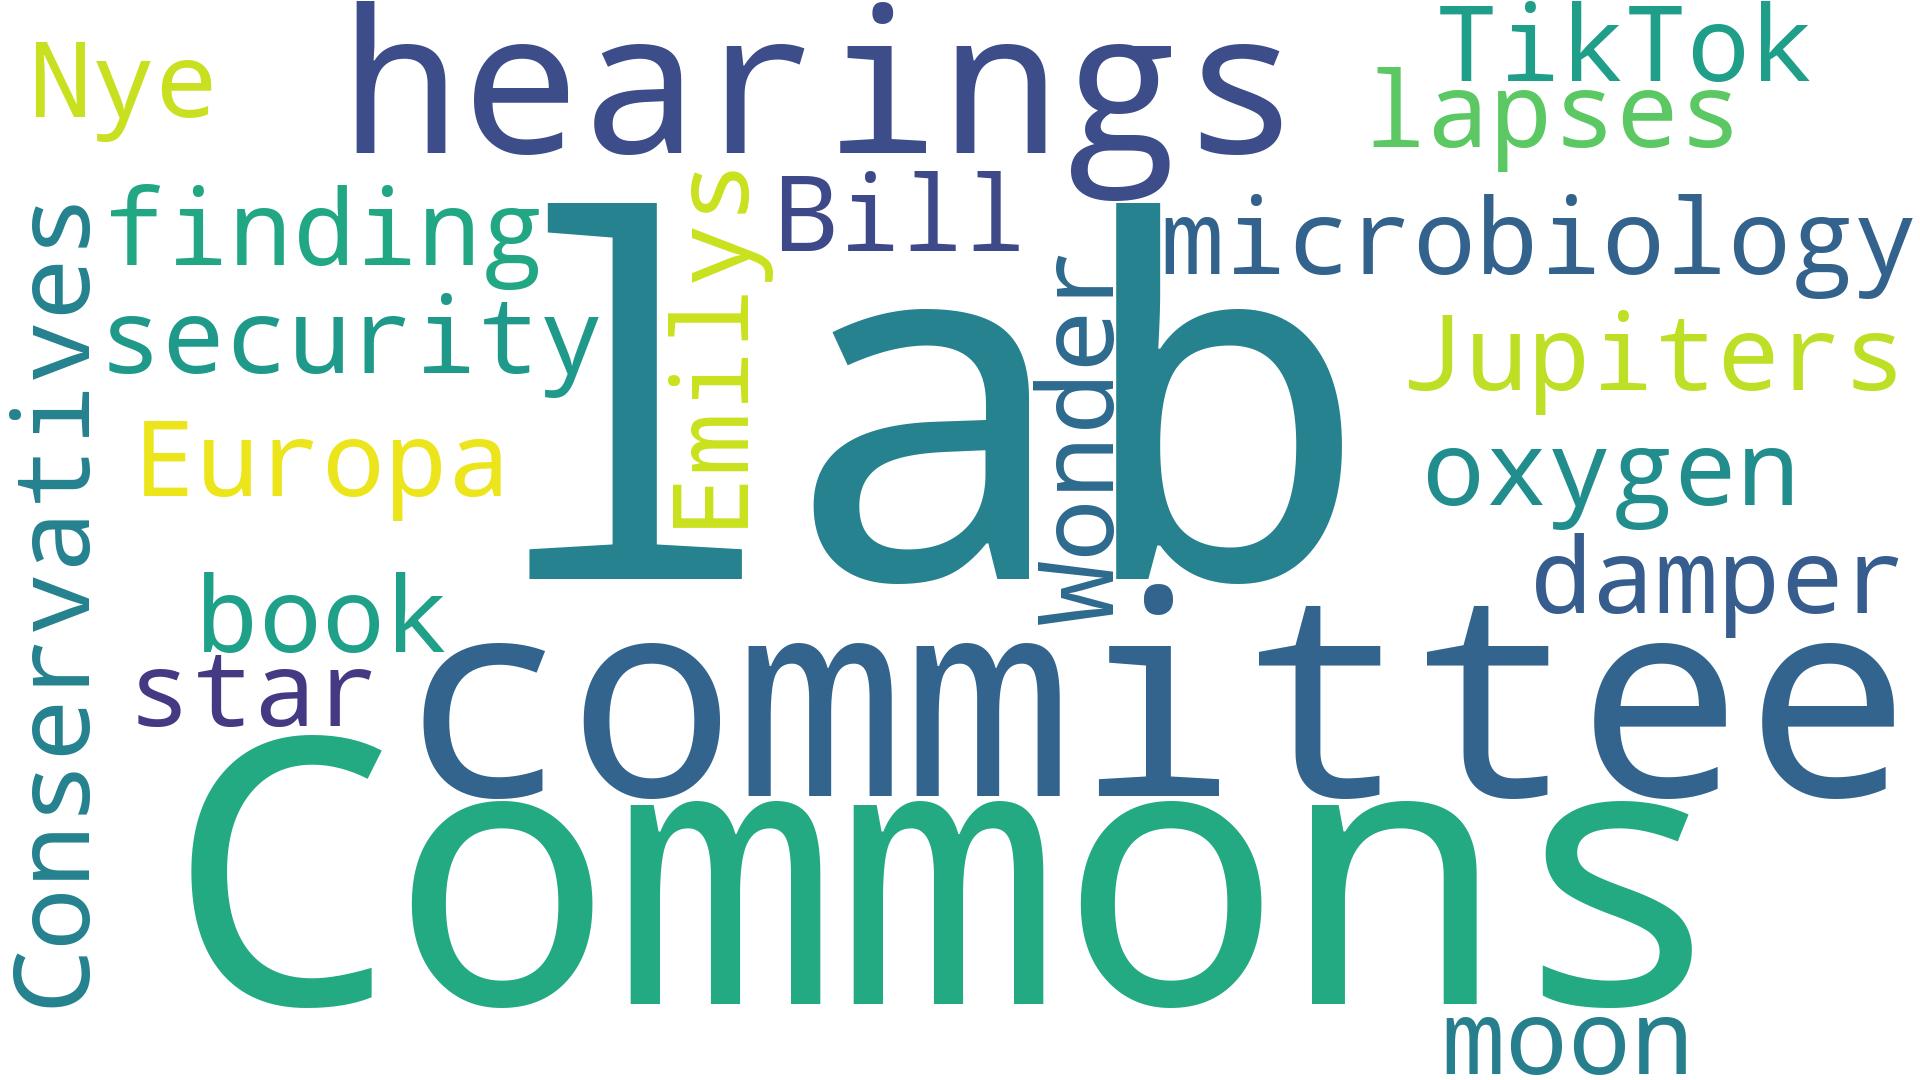 Nye
hearings
TikTok
lapses
finding
Emilys
Bill
microbiology
Conservatives
security
lab
Wonder
Jupiters
Europa
oxygen
book
damper
star
committee
Commons
moon